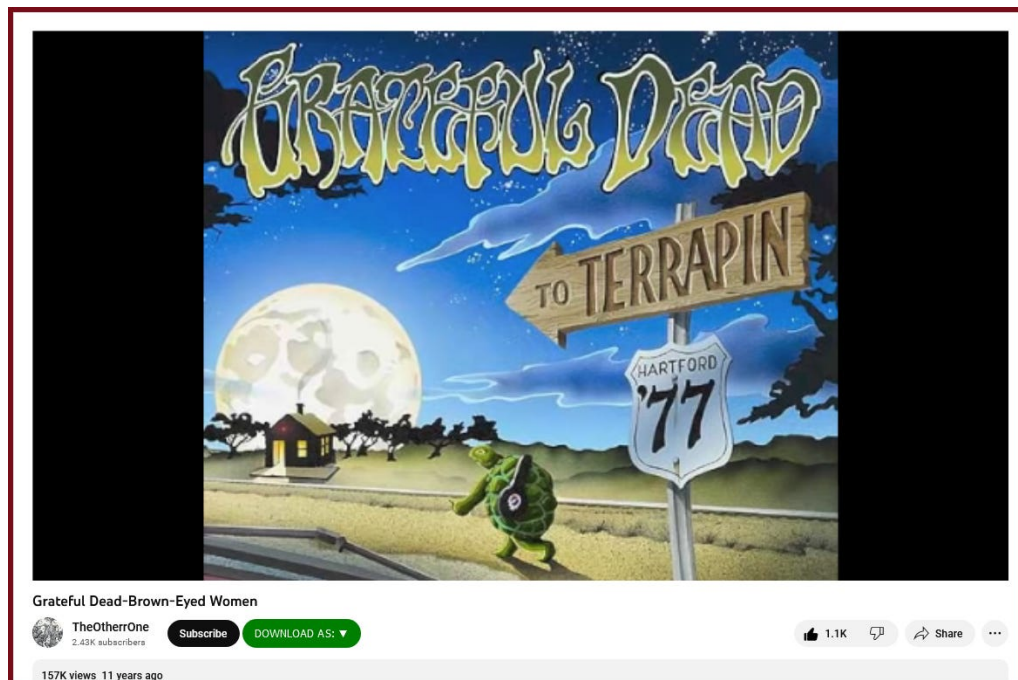 GRATEFUL DEAD
TO TERRAPIN
HARTFORD
'77
Grateful Dead-Brown-Eyed Women
TheOtherrOne
2.43K subscribers
Subscribe
DOWNLOAD AS: ▼
1.1K
Share
...
157K views 11 years ago